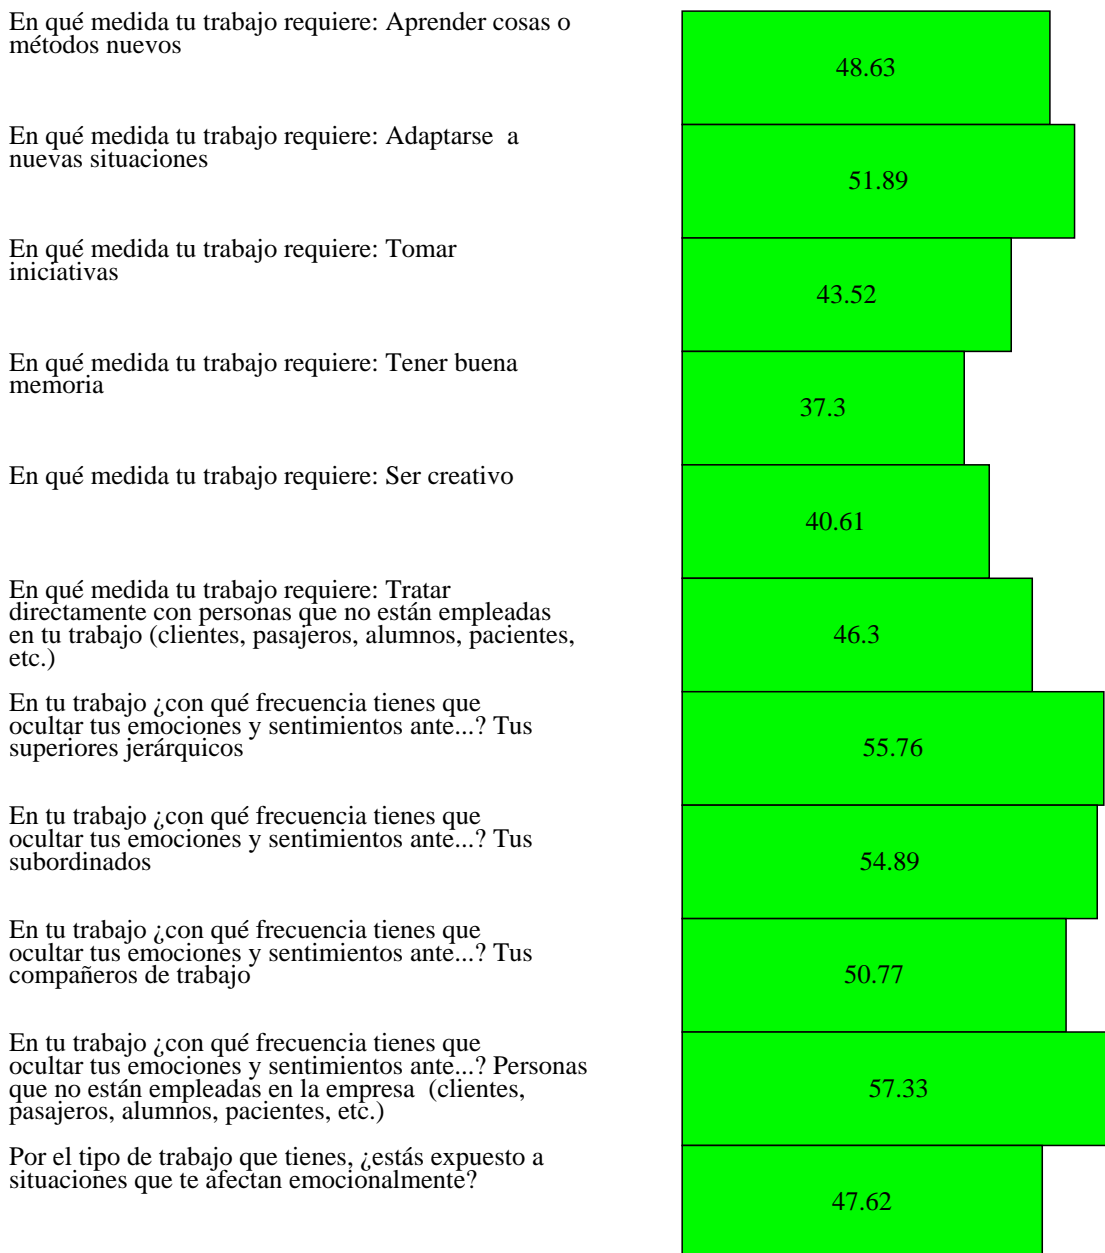 En qué medida tu trabajo requiere: Aprender cosas o
métodos nuevos
48.63
En qué medida tu trabajo requiere: Adaptarse  a
nuevas situaciones
51.89
En qué medida tu trabajo requiere: Tomar
iniciativas
43.52
En qué medida tu trabajo requiere: Tener buena
memoria
37.3
En qué medida tu trabajo requiere: Ser creativo
40.61
En qué medida tu trabajo requiere: Tratar
directamente con personas que no están empleadas
en tu trabajo (clientes, pasajeros, alumnos, pacientes,
etc.)
46.3
En tu trabajo ¿con qué frecuencia tienes que
ocultar tus emociones y sentimientos ante...? Tus
superiores jerárquicos
55.76
En tu trabajo ¿con qué frecuencia tienes que
ocultar tus emociones y sentimientos ante...? Tus
subordinados
54.89
En tu trabajo ¿con qué frecuencia tienes que
ocultar tus emociones y sentimientos ante...? Tus
compañeros de trabajo
50.77
En tu trabajo ¿con qué frecuencia tienes que
ocultar tus emociones y sentimientos ante...? Personas
que no están empleadas en la empresa  (clientes,
pasajeros, alumnos, pacientes, etc.)
57.33
Por el tipo de trabajo que tienes, ¿estás expuesto a
situaciones que te afectan emocionalmente?
47.62